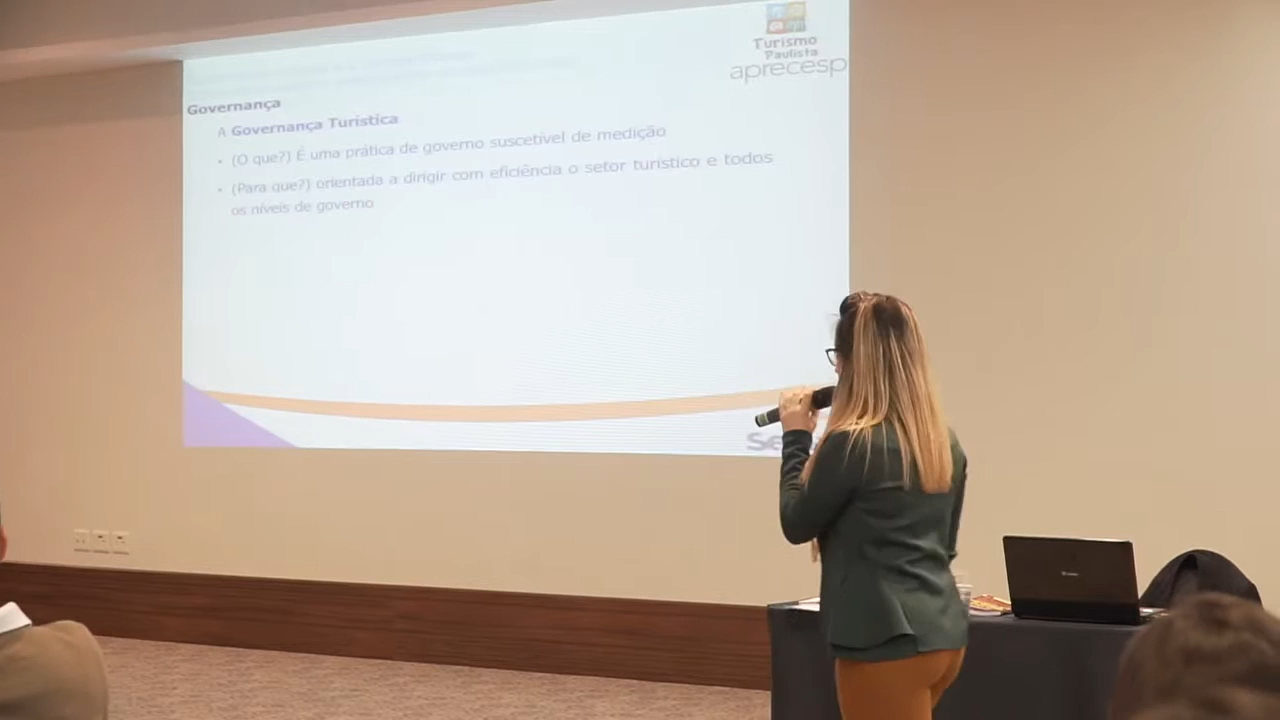 Turismo
Paulista
aprecesp
Governança
A Governança Turística
• (O que?) É uma prática de governo suscetível de medição
• (Para que?) orientada a dirigir com eficiência o setor turístico e todos
os níveis de governo